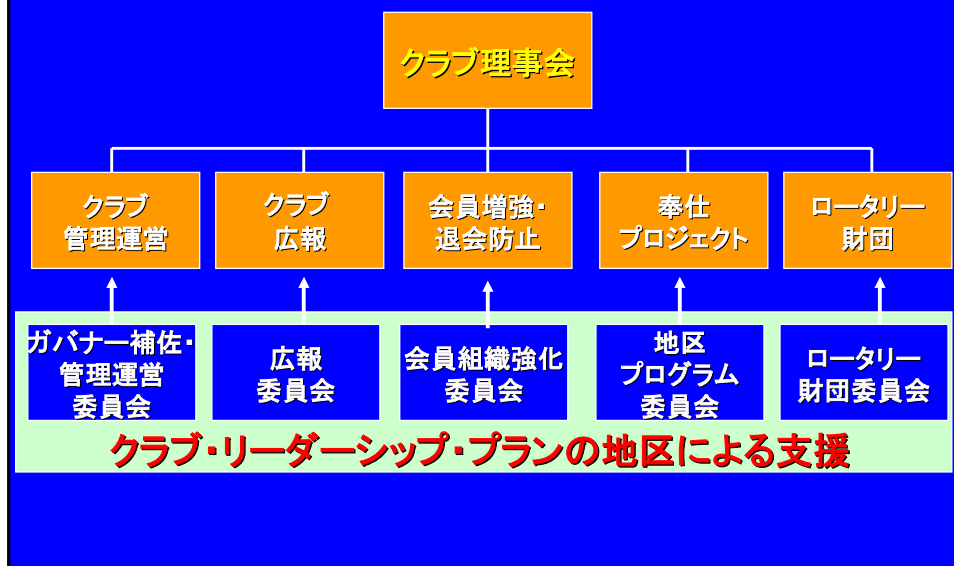 クラブ理事会
クラブ
管理運営
クラブ
広報
会員増強・
退会防止
奉仕
プロジェクト
ロータリー
財団
ガバナー補佐・
管理運営
委員会
広報
委員会
会員組織強化
委員会
地区
プログラム
委員会
ロータリー
財団委員会
クラブ・リーダーシップ・プランの地区による支援